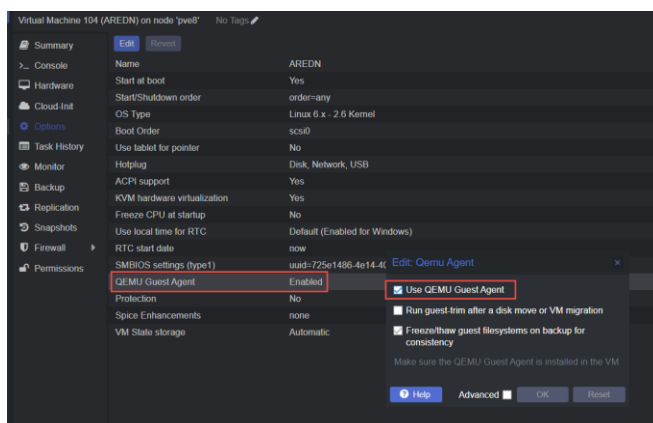 Virtual Machine 104 (AREDN) on node 'pve8' No Tags
Summary
Console
Hardware
Cloud-Init
Options
Task History
Monitor
Backup
Replication
Snapshots
Firewall
Permissions
Edit Revert
Name AREDN
Start at boot Yes
Start/Shutdown order order=any
OS Type Linux 6.x - 2.6 Kernel
Boot Order scsi0
Use tablet for pointer No
Hotplug Disk, Network, USB
ACPI support Yes
KVM hardware virtualization Yes
Freeze CPU at startup No
Use local time for RTC Default (Enabled for Windows)
RTC start date now
SMBIOS settings (type1) uuid=725e1486-4e14-40
QEMU Guest Agent Enabled
Protection No
Spice Enhancements none
VM State storage Automatic
Edit: Qemu Agent
Use QEMU Guest Agent
Run guest-trim after a disk move or VM migration
Freeze/thaw guest filesystems on backup for
consistency
Make sure the QEMU Guest Agent is installed in the VM
Help Advanced OK Reset